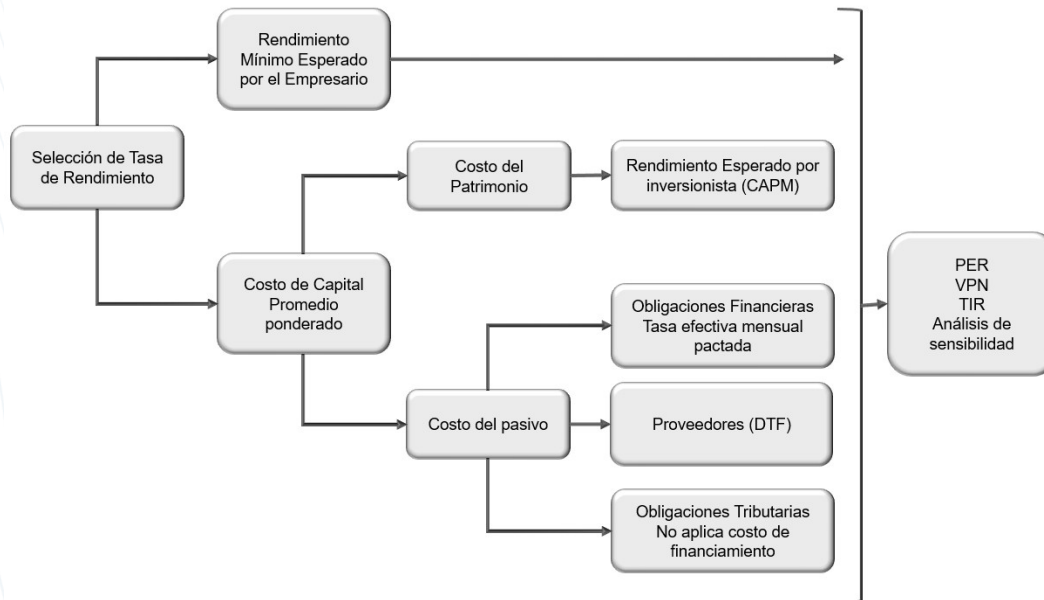 Rendimiento
Mínimo Esperado
por el Empresario
Selección de Tasa
de Rendimiento
Costo del
Patrimonio
Rendimiento Esperado por
inversionista (CAPM)
Costo de Capital
Promedio
ponderado
Obligaciones Financieras
Tasa efectiva mensual
pactada
Costo del pasivo
Proveedores (DTF)
Obligaciones Tributarias
No aplica costo de
financiamiento
PER
VPN
TIR
Análisis de
sensibilidad